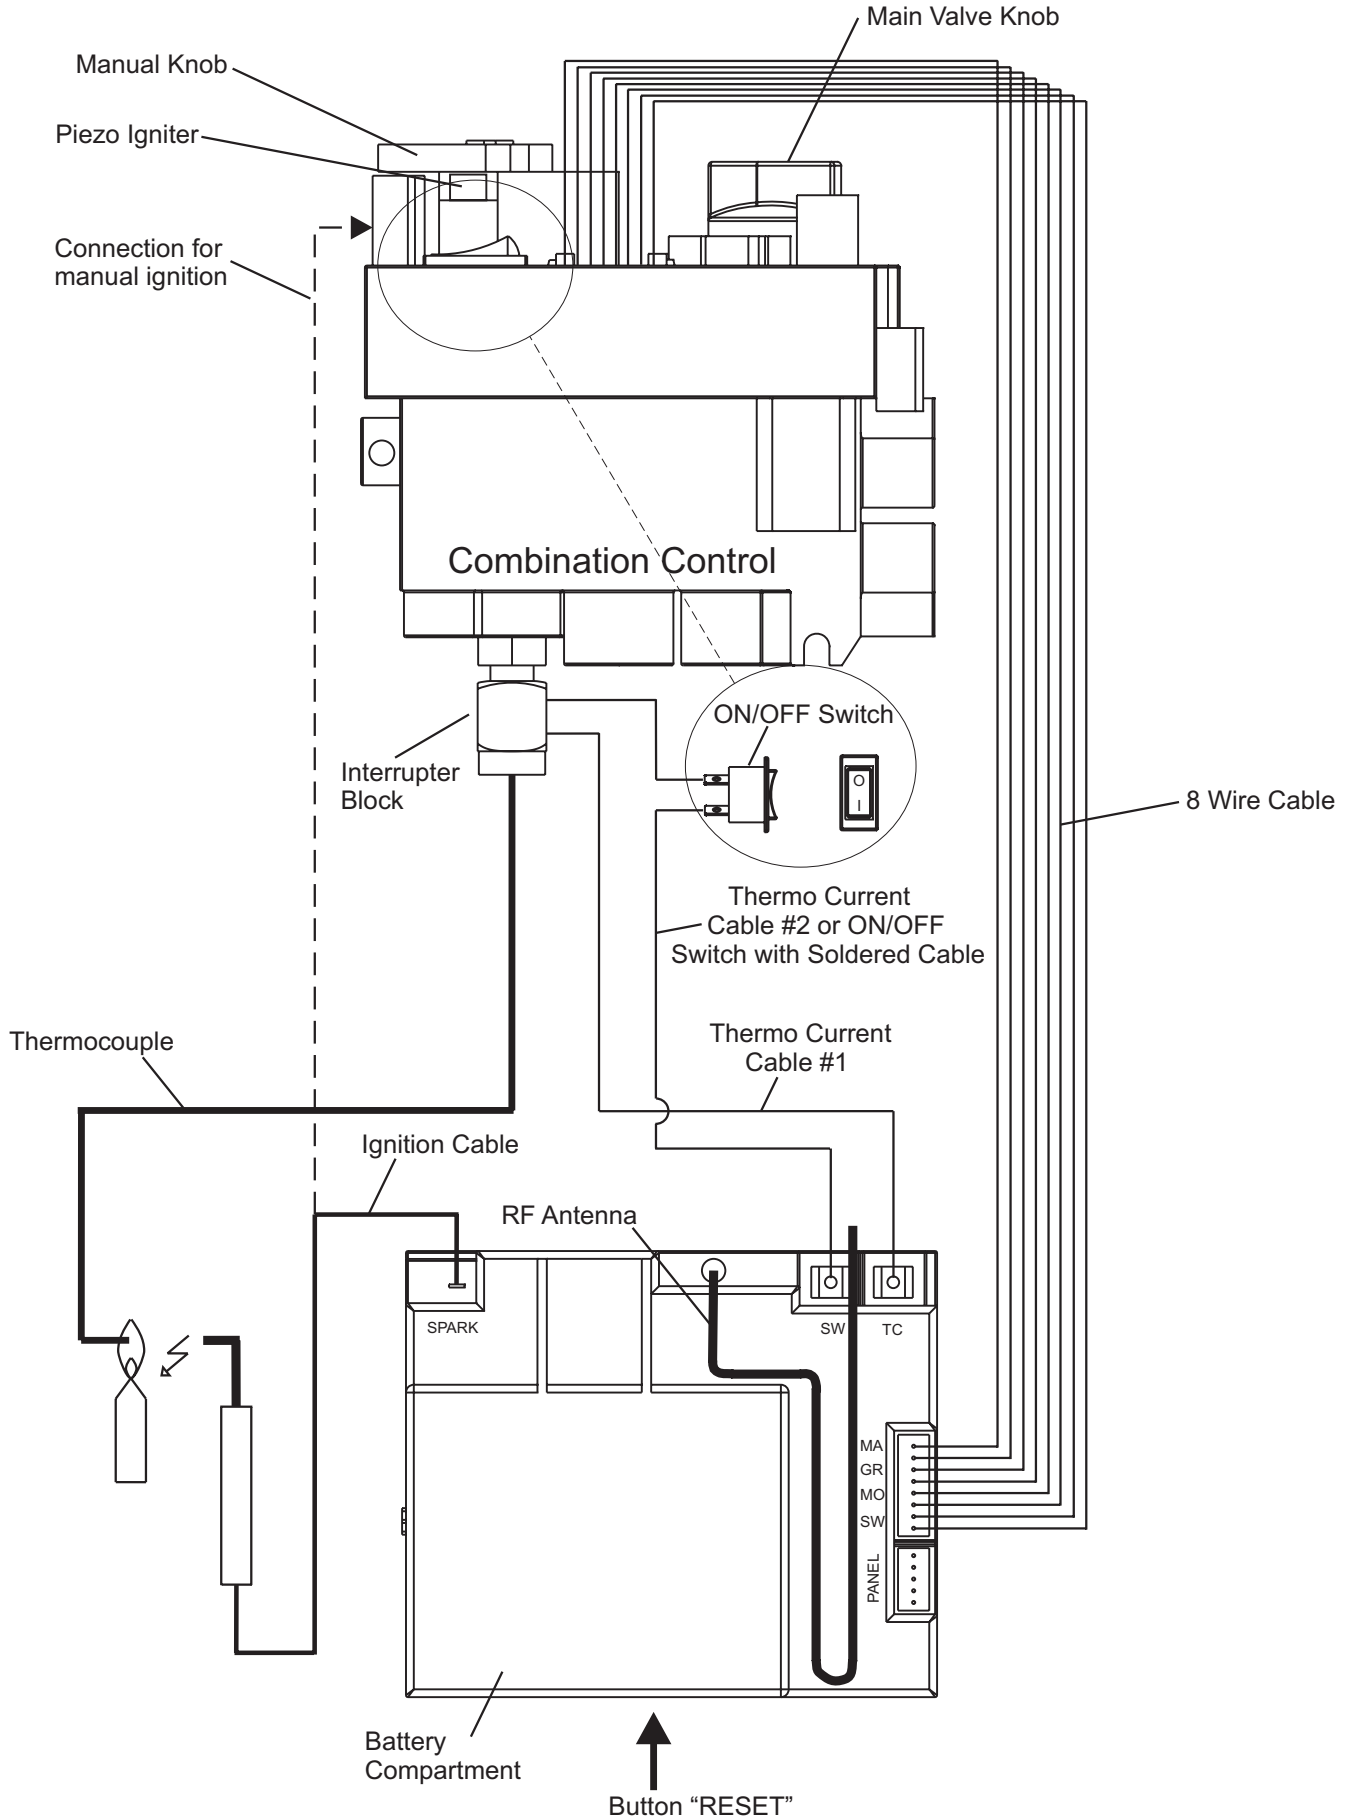 Main Valve Knob
Manual Knob
Piezo Igniter
Connection for
manual ignition
Combination Control
ON/OFF Switch
O
I
Interrupter
Block
8 Wire Cable
Thermo Current
Cable #2 or ON/OFF
Switch with Soldered Cable
Thermocouple
Thermo Current
Cable #1
Ignition Cable
RF Antenna
SPARK
SW
TC
MA
GR
MO
SW
PANEL
Battery
Compartment
Button “RESET”